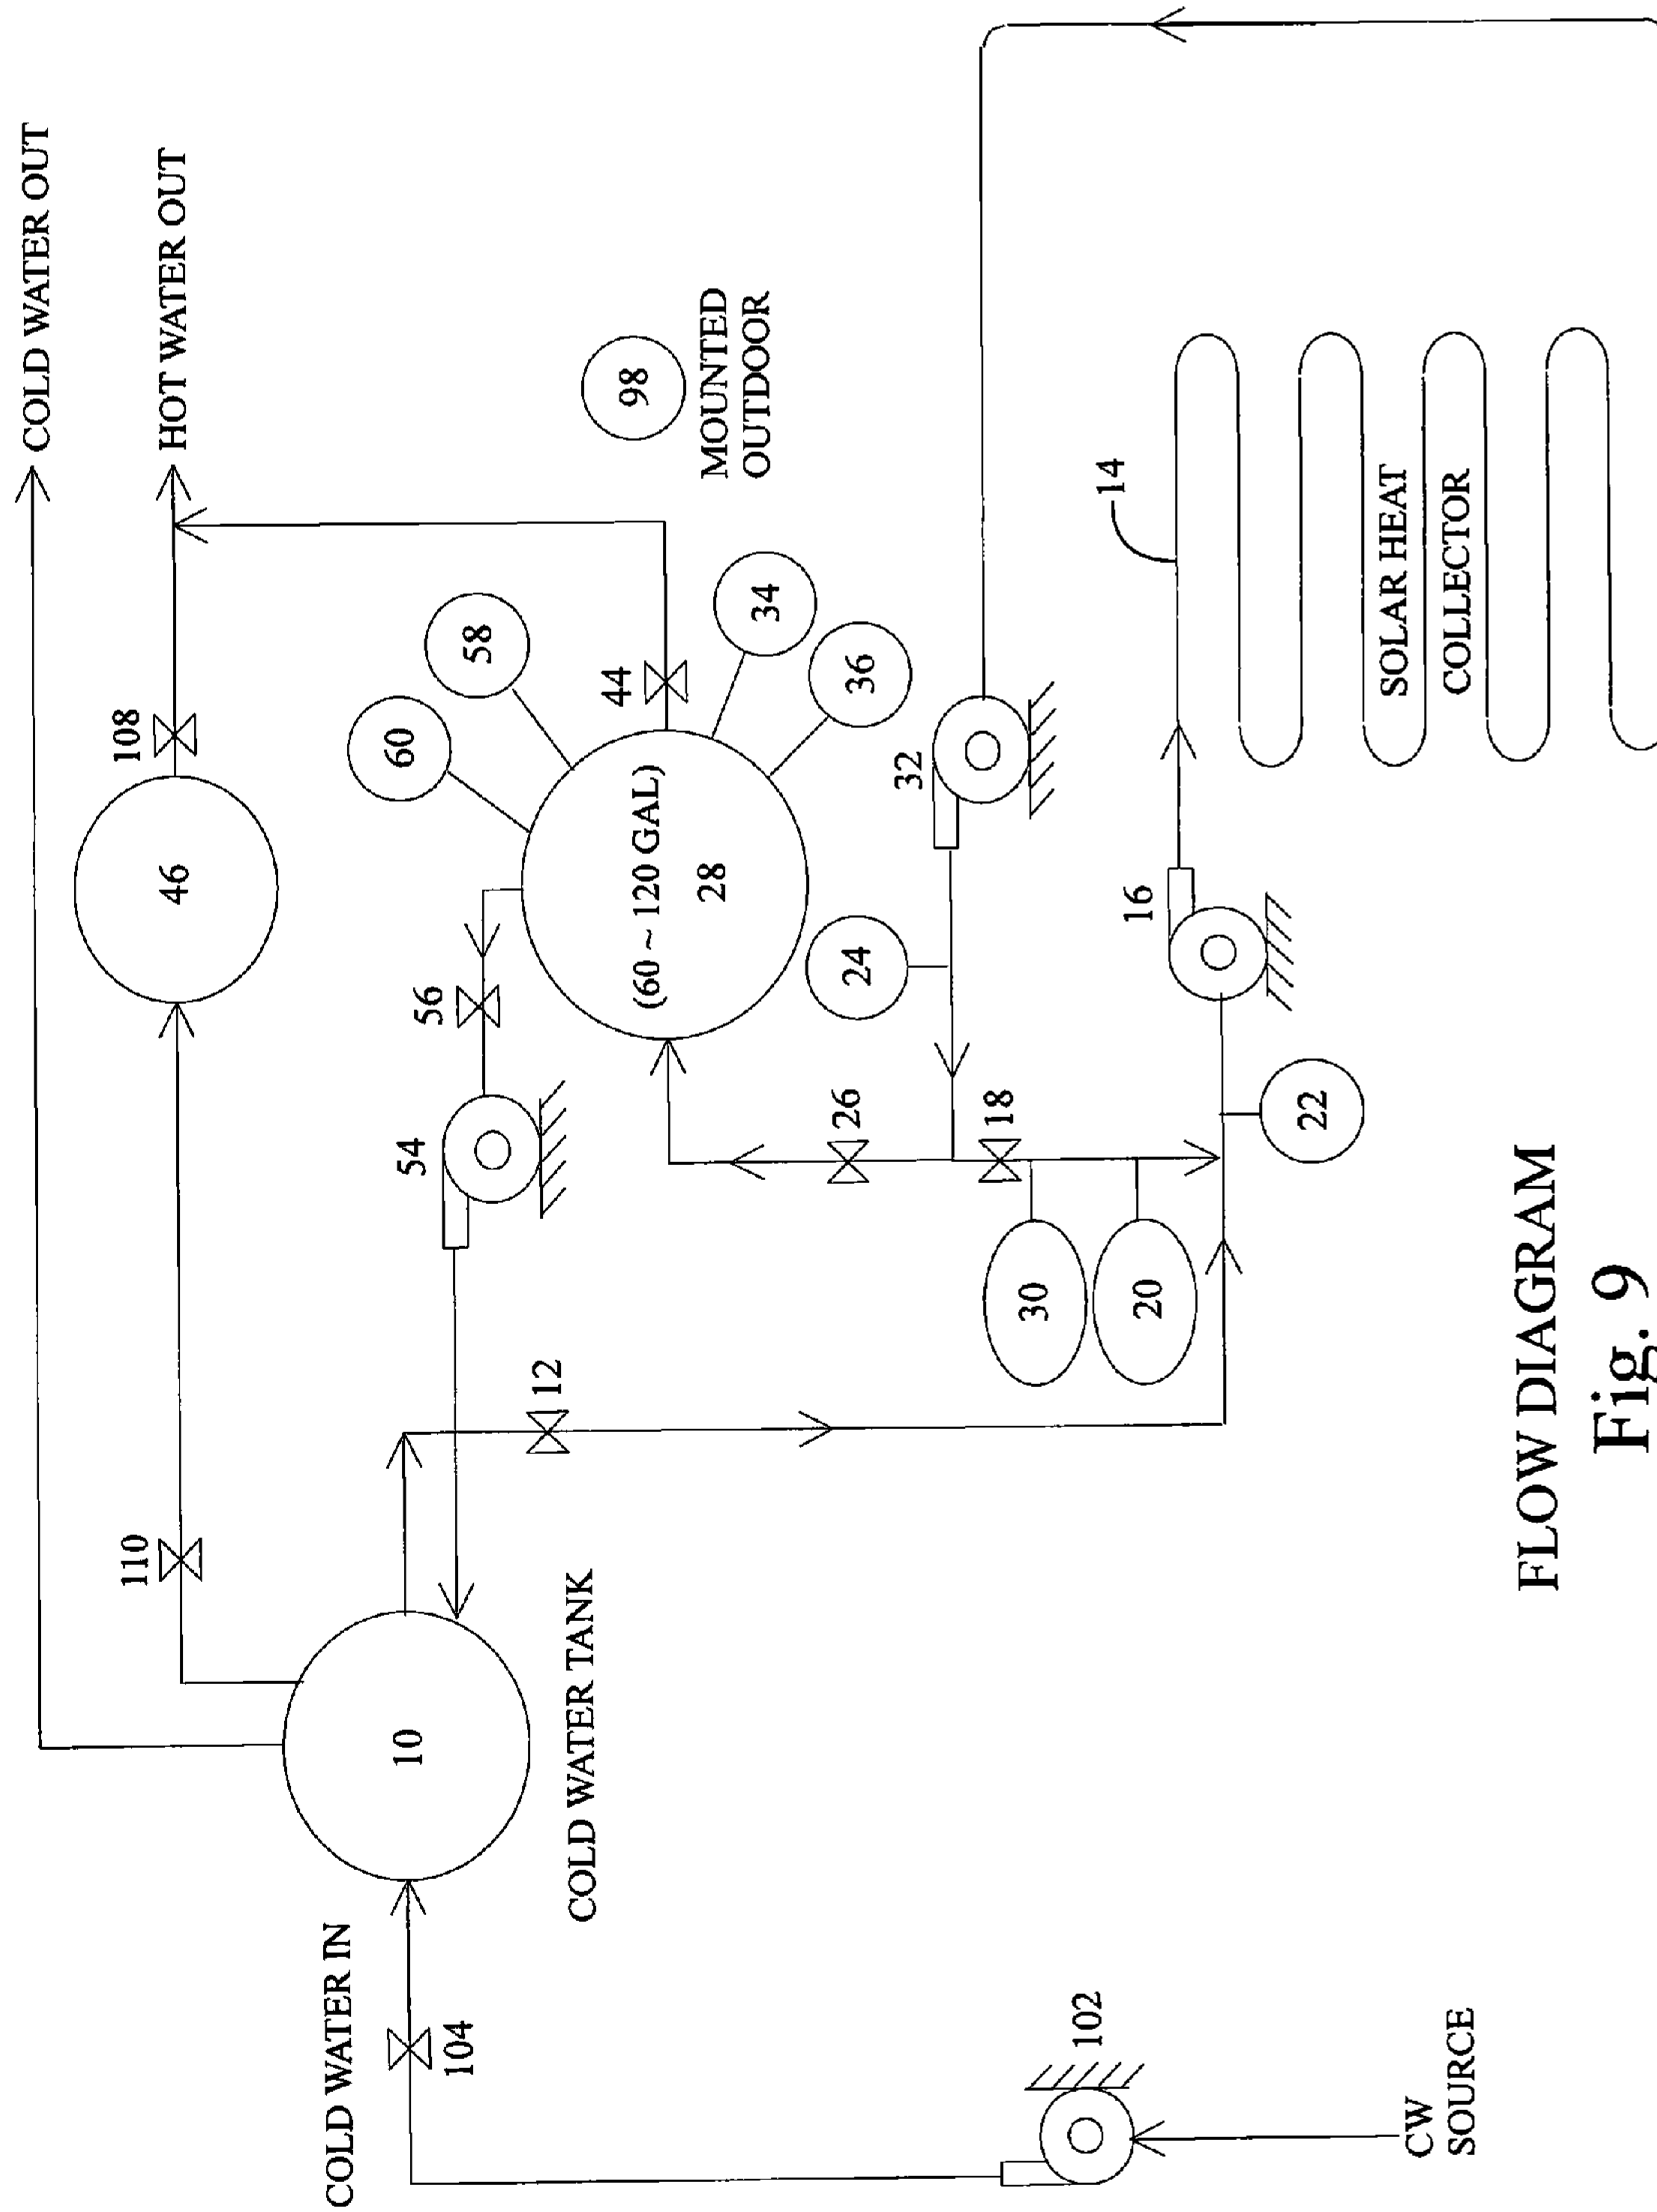 COLD WATER OUT
HOT WATER OUT
108
46
110
60
58
44
34
36
98
MOUNTED
OUTDOOR
(60 ~ 120 GAL)
28
56
54
12
10
COLD WATER TANK
COLD WATER IN
104
102
CW
SOURCE
32
24
26
18
30
20
22
16
14
SOLAR HEAT
COLLECTOR
FLOW DIAGRAM
Fig. 9